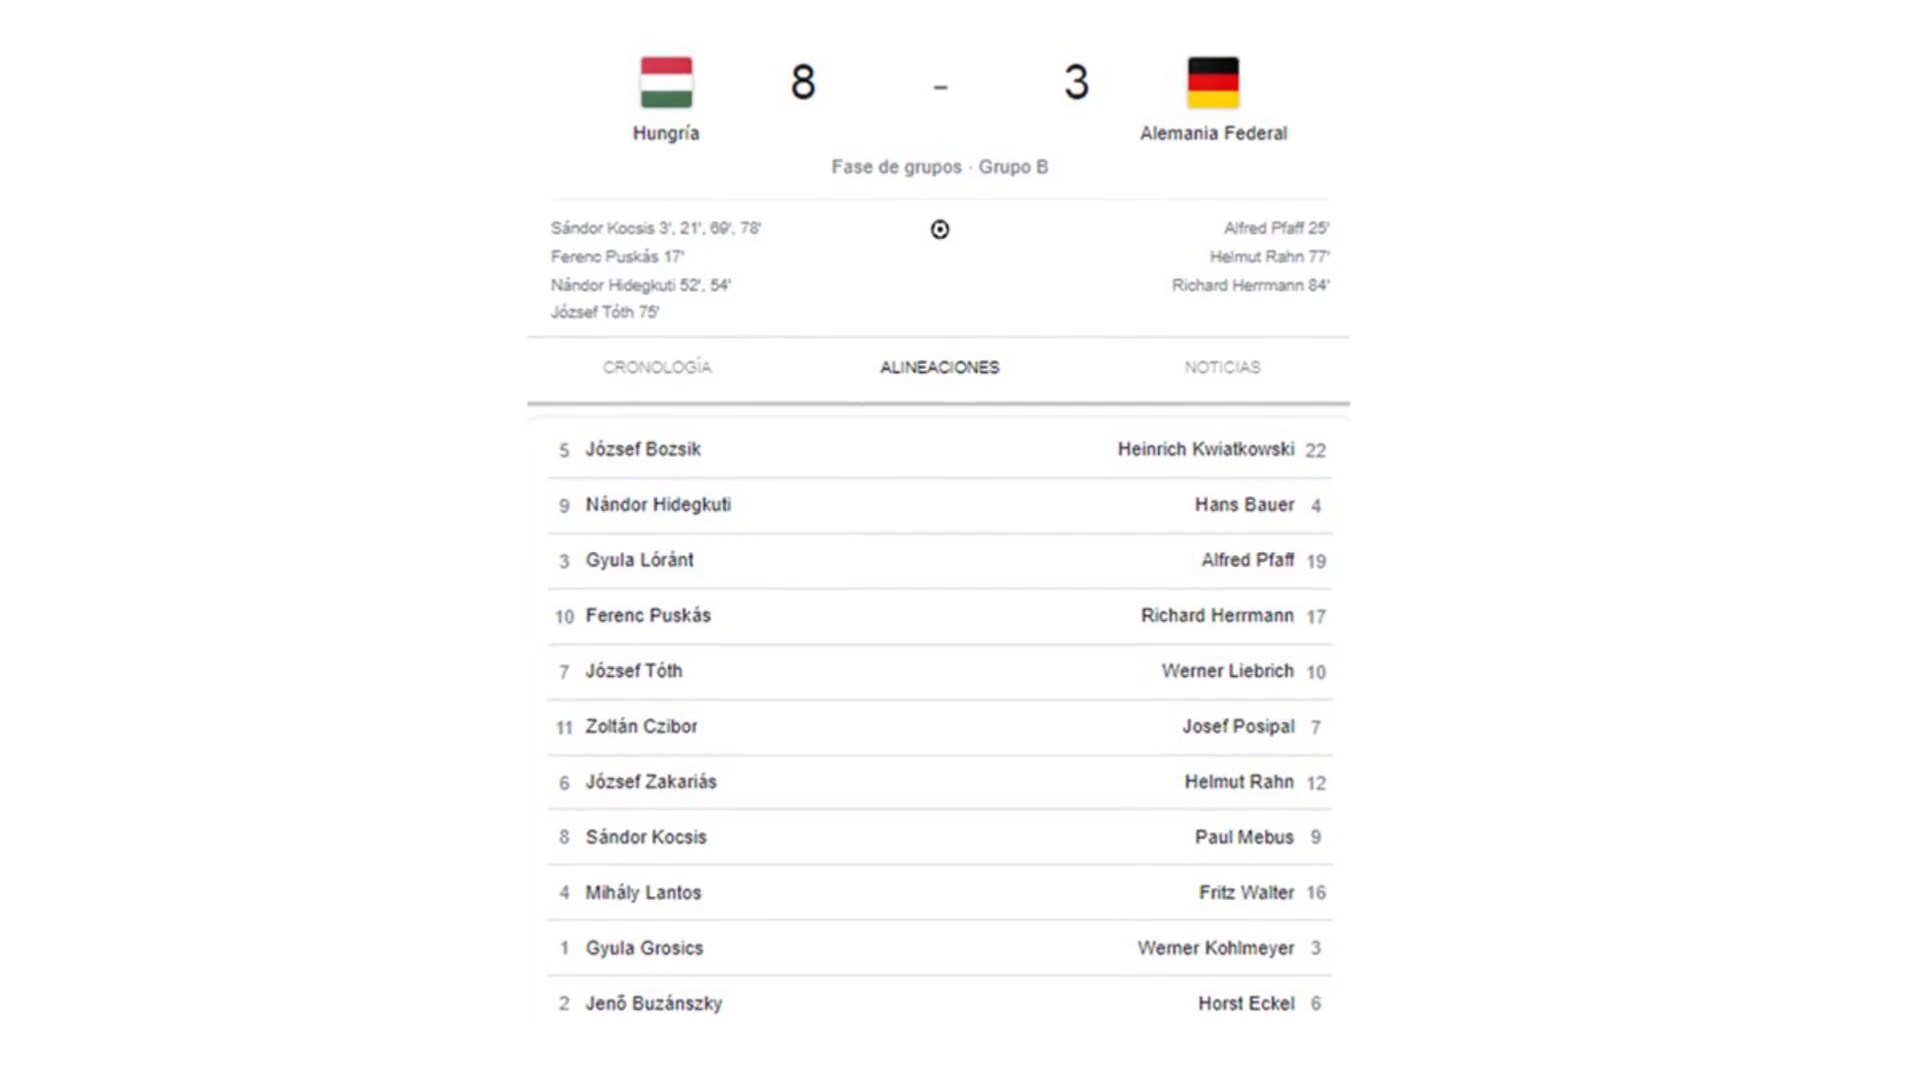 8 - 3
Hungría Alemania Federal
Fase de grupos · Grupo B
Sándor Kocsis 3', 21', 69', 78' Alfred Pfaff 25'
Ferenc Puskás 17' Helmut Rahn 77'
Nándor Hidegkuti 52', 54' Richard Herrmann 84'
József Tóth 75'
CRONOLOGÍA ALINEACIONES NOTICIAS
5 József Bozsik Heinrich Kwiatkowski 22
9 Nándor Hidegkuti Hans Bauer 4
3 Gyula Lóránt Alfred Pfaff 19
10 Ferenc Puskás Richard Herrmann 17
7 József Tóth Werner Liebrich 10
11 Zoltán Czibor Josef Posipal 7
6 József Zakariás Helmut Rahn 12
8 Sándor Kocsis Paul Mebus 9
4 Mihály Lantos Fritz Walter 16
1 Gyula Grosics Werner Kohlmeyer 3
2 Jenő Buzánszky Horst Eckel 6